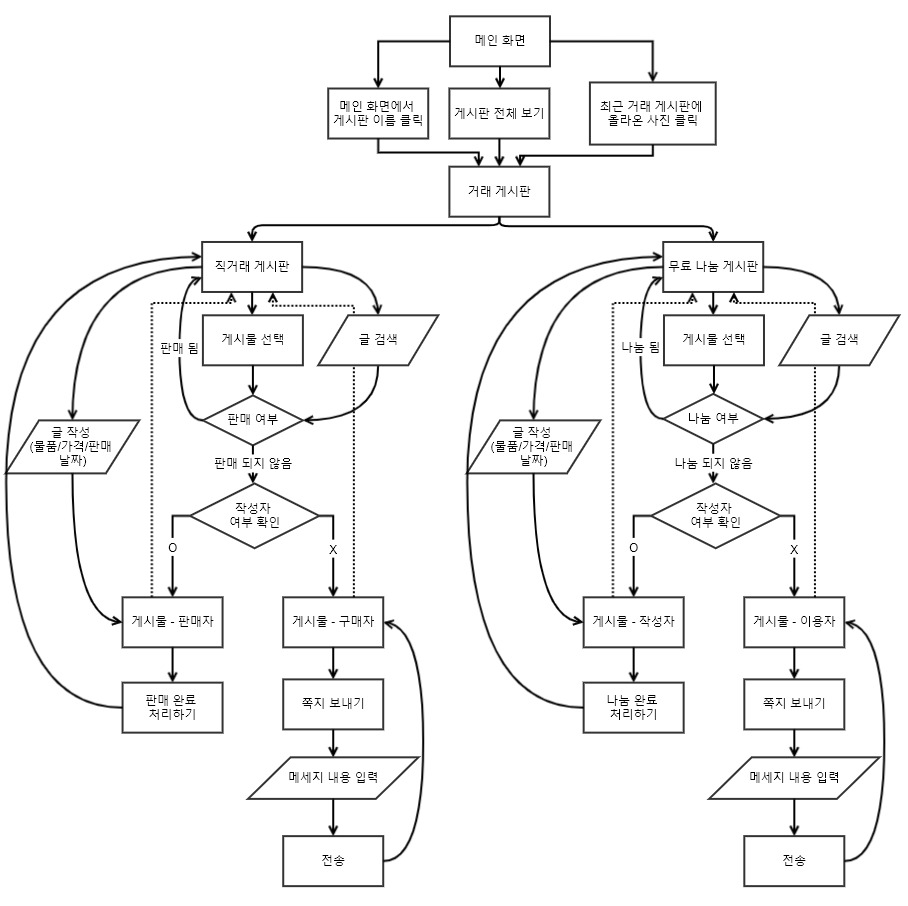 메인 화면
메인 화면에서
게시판 이름 클릭
게시판 전체 보기
최근 거래 게시판에
올라온 사진 클릭
거래 게시판
직거래 게시판
게시물 선택
글 검색
판매 됨
판매 여부
글 작성
(물품/가격/판매
날짜)
판매 되지 않음
작성자
여부 확인
O
X
게시물 - 판매자
게시물 - 구매자
판매 완료
처리하기
쪽지 보내기
메세지 내용 입력
전송
무료 나눔 게시판
게시물 선택
글 검색
나눔 됨
나눔 여부
글 작성
(물품/가격/판매
날짜)
나눔 되지 않음
작성자
여부 확인
O
X
게시물 - 작성자
게시물 - 이용자
나눔 완료
처리하기
쪽지 보내기
메세지 내용 입력
전송